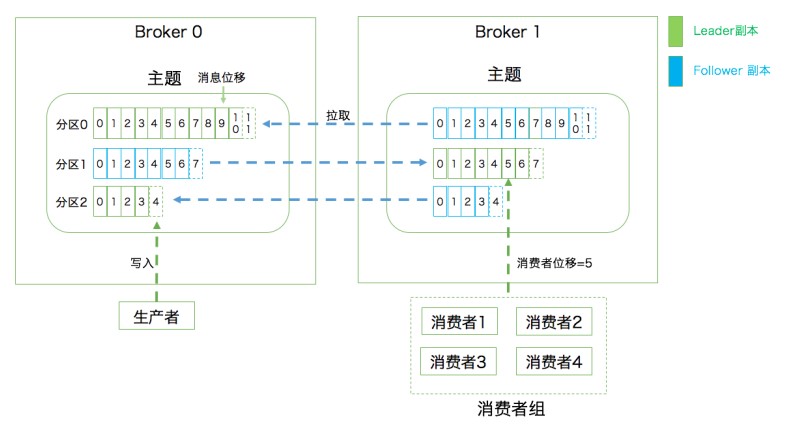 Broker 0
Broker 1
Leader副本
Follower 副本
主题
消息位移
主题
分区0
0 1 2 3 4 5 6 7 8 9 10 11
拉取
0 1 2 3 4 5 6 7 8 9 10 11
分区1
0 1 2 3 4 5 6 7
0 1 2 3 4 5 6 7
分区2
0 1 2 3 4
0 1 2 3 4
写入
消费者位移=5
生产者
消费者1
消费者2
消费者3
消费者4
消费者组